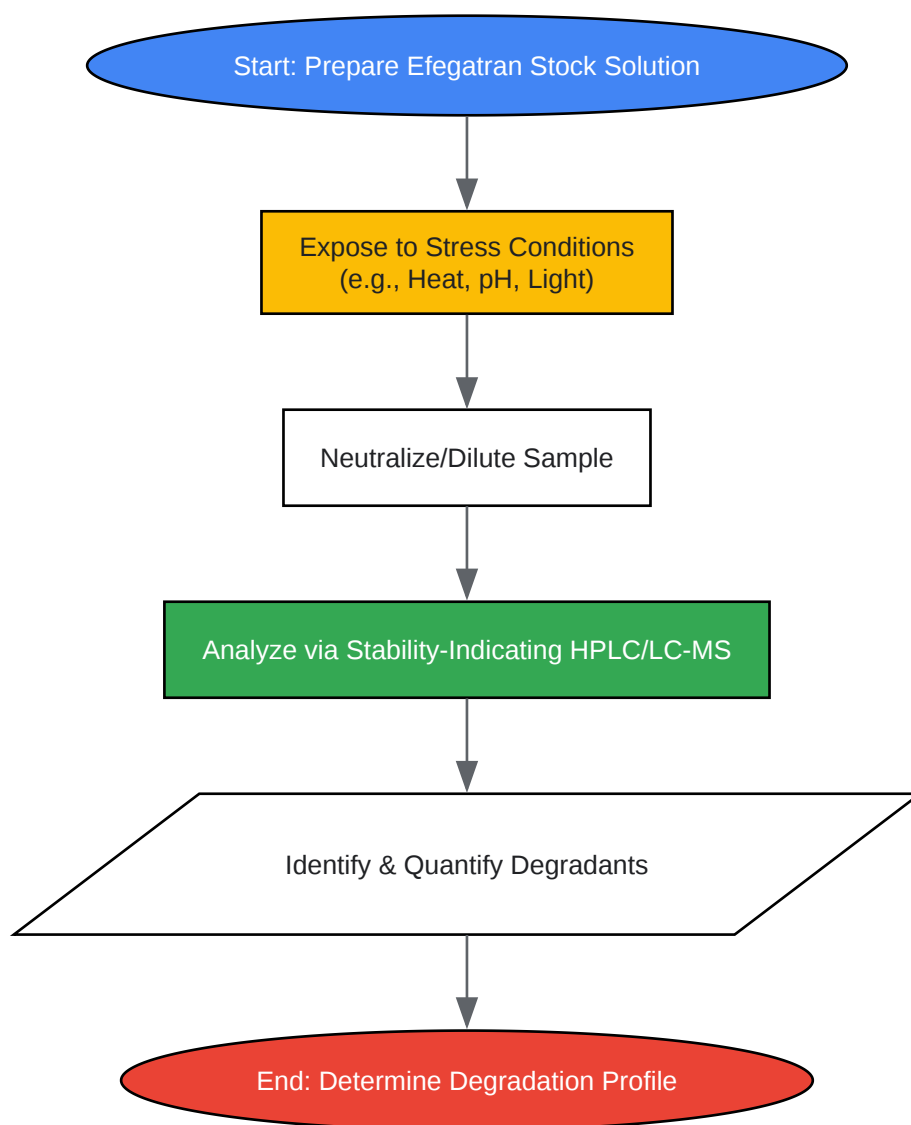 Start: Prepare Efegatran Stock Solution
Expose to Stress Conditions
(e.g., Heat, pH, Light)
Neutralize/Dilute Sample
Analyze via Stability-Indicating HPLC/LC-MS
Identify & Quantify Degradants
End: Determine Degradation Profile